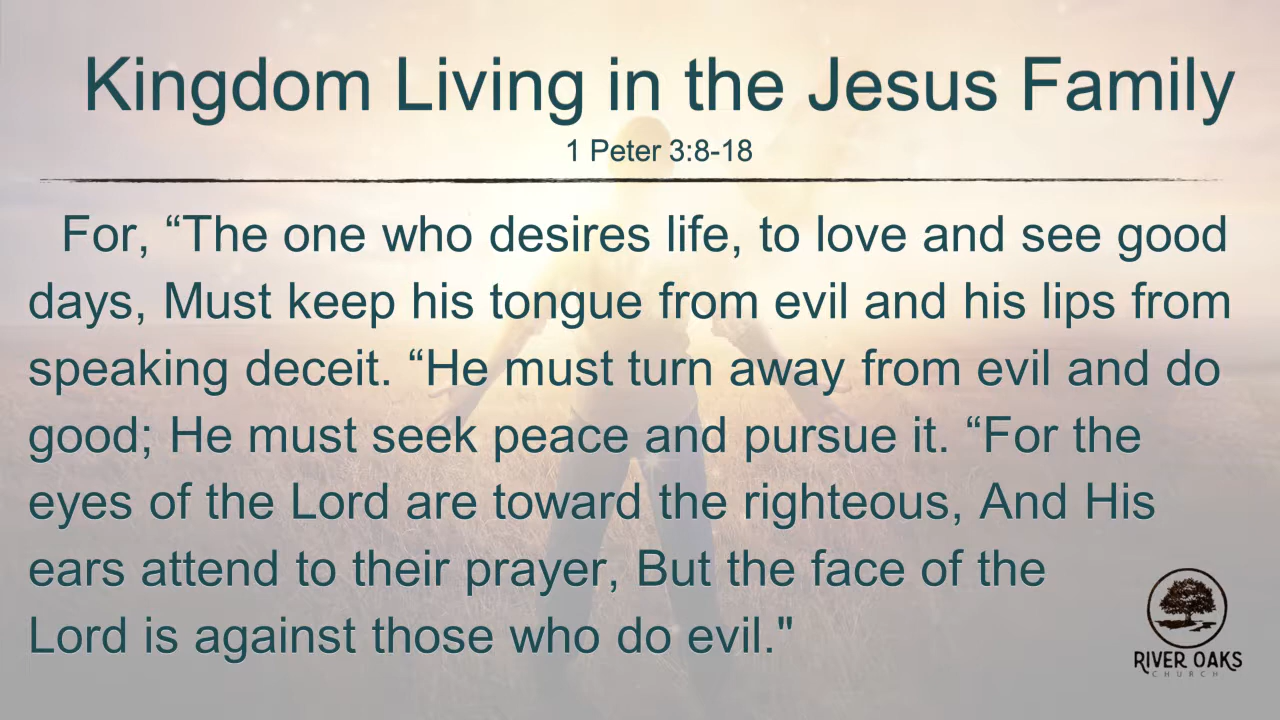 Kingdom Living in the Jesus Family
1 Peter 3:8-18
For, “The one who desires life, to love and see good
days, Must keep his tongue from evil and his lips from
speaking deceit. “He must turn away from evil and do
good; He must seek peace and pursue it. “For the
eyes of the Lord are toward the righteous, And His
ears attend to their prayer, But the face of the
Lord is against those who do evil."
RIVER OAKS
CHURCH